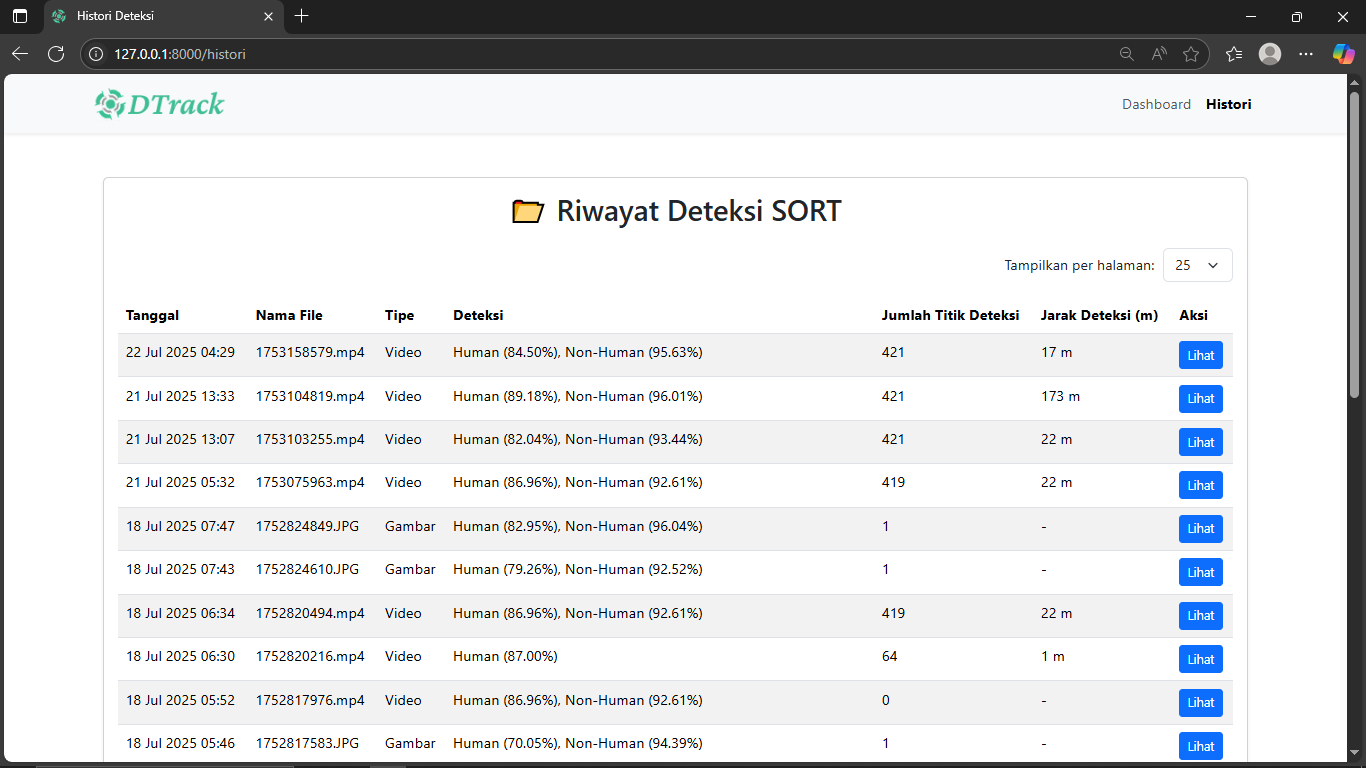 Histori Deteksi
127.0.0.1:8000/histori
DTrack
Dashboard Histori
Riwayat Deteksi SORT
Tampilkan per halaman: 25
Tanggal Nama File Tipe Deteksi Jumlah Titik Deteksi Jarak Deteksi (m) Aksi
22 Jul 2025 04:29 1753158579.mp4 Video Human (84.50%), Non-Human (95.63%) 421 17 m Lihat
21 Jul 2025 13:33 1753104819.mp4 Video Human (89.18%), Non-Human (96.01%) 421 173 m Lihat
21 Jul 2025 13:07 1753103255.mp4 Video Human (82.04%), Non-Human (93.44%) 421 22 m Lihat
21 Jul 2025 05:32 1753075963.mp4 Video Human (86.96%), Non-Human (92.61%) 419 22 m Lihat
18 Jul 2025 07:47 1752824849.JPG Gambar Human (82.95%), Non-Human (96.04%) 1 - Lihat
18 Jul 2025 07:43 1752824610.JPG Gambar Human (79.26%), Non-Human (92.52%) 1 - Lihat
18 Jul 2025 06:34 1752820494.mp4 Video Human (86.96%), Non-Human (92.61%) 419 22 m Lihat
18 Jul 2025 06:30 1752820216.mp4 Video Human (87.00%) 64 1 m Lihat
18 Jul 2025 05:52 1752817976.mp4 Video Human (86.96%), Non-Human (92.61%) 0 - Lihat
18 Jul 2025 05:46 1752817583.JPG Gambar Human (70.05%), Non-Human (94.39%) 1 - Lihat